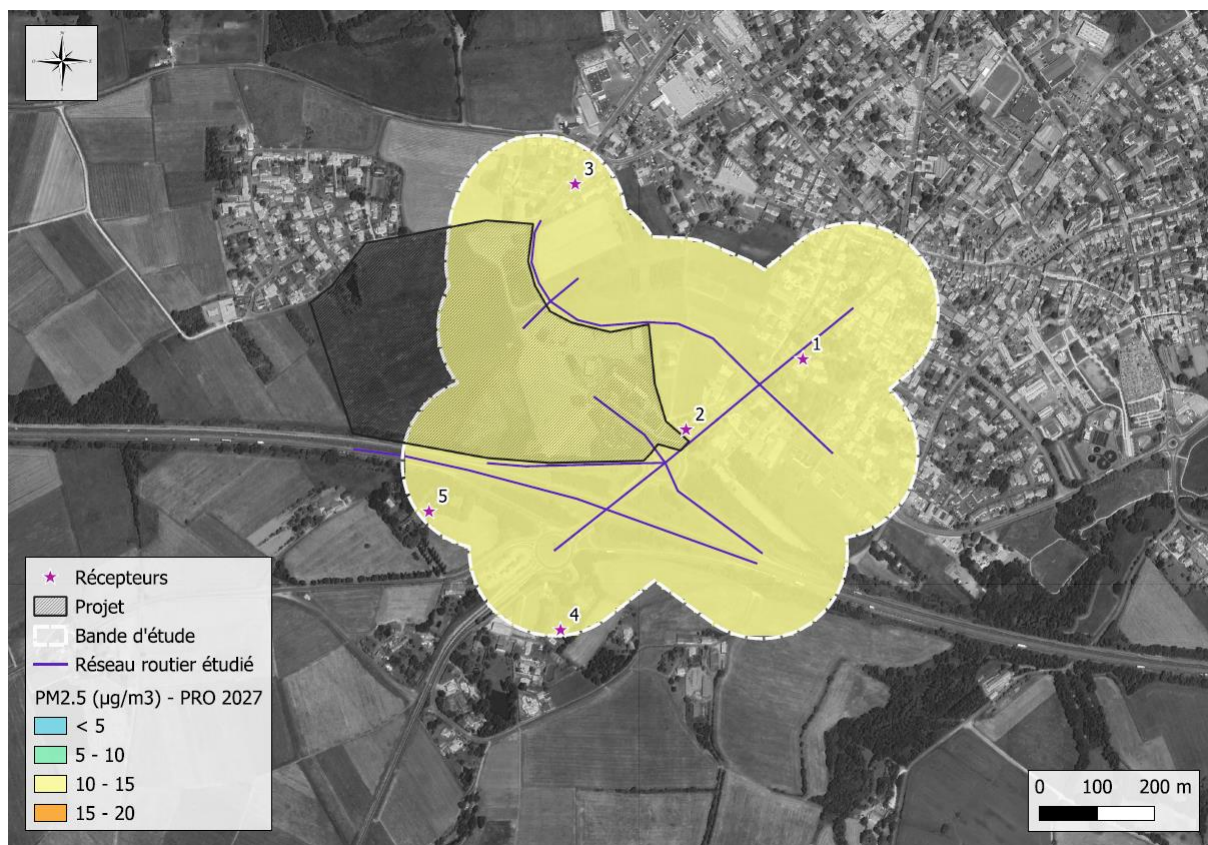 N
O
E
S
3
1
2
5
4
Récepteurs
Projet
Bande d'étude
Réseau routier étudié
PM2.5 (µg/m3) - PRO 2027
< 5
5 - 10
10 - 15
15 - 20
0 100 200 m